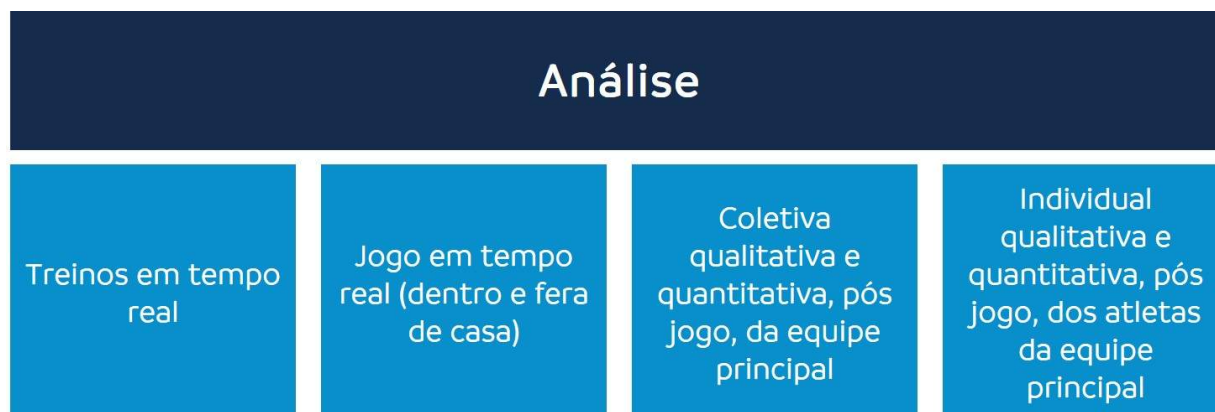 Análise
Treinos em tempo
real
Jogo em tempo
real (dentro e fera
de casa)
Coletiva
qualitativa e
quantitativa, pós
jogo, da equipe
principal
Individual
qualitativa e
quantitativa, pós
jogo, dos atletas
da equipe
principal